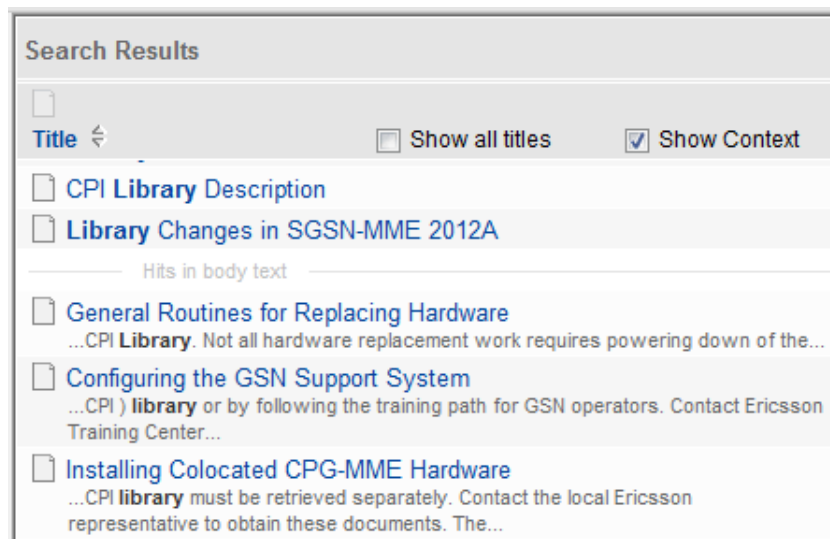 Search Results
Title Show all titles Show Context
CPI Library Description
Library Changes in SGSN-MME 2012A
Hits in body text
General Routines for Replacing Hardware
...CPI Library. Not all hardware replacement work requires powering down of the...
Configuring the GSN Support System
...CPI ) library or by following the training path for GSN operators. Contact Ericsson
Training Center...
Installing Colocated CPG-MME Hardware
...CPI library must be retrieved separately. Contact the local Ericsson
representative to obtain these documents. The...